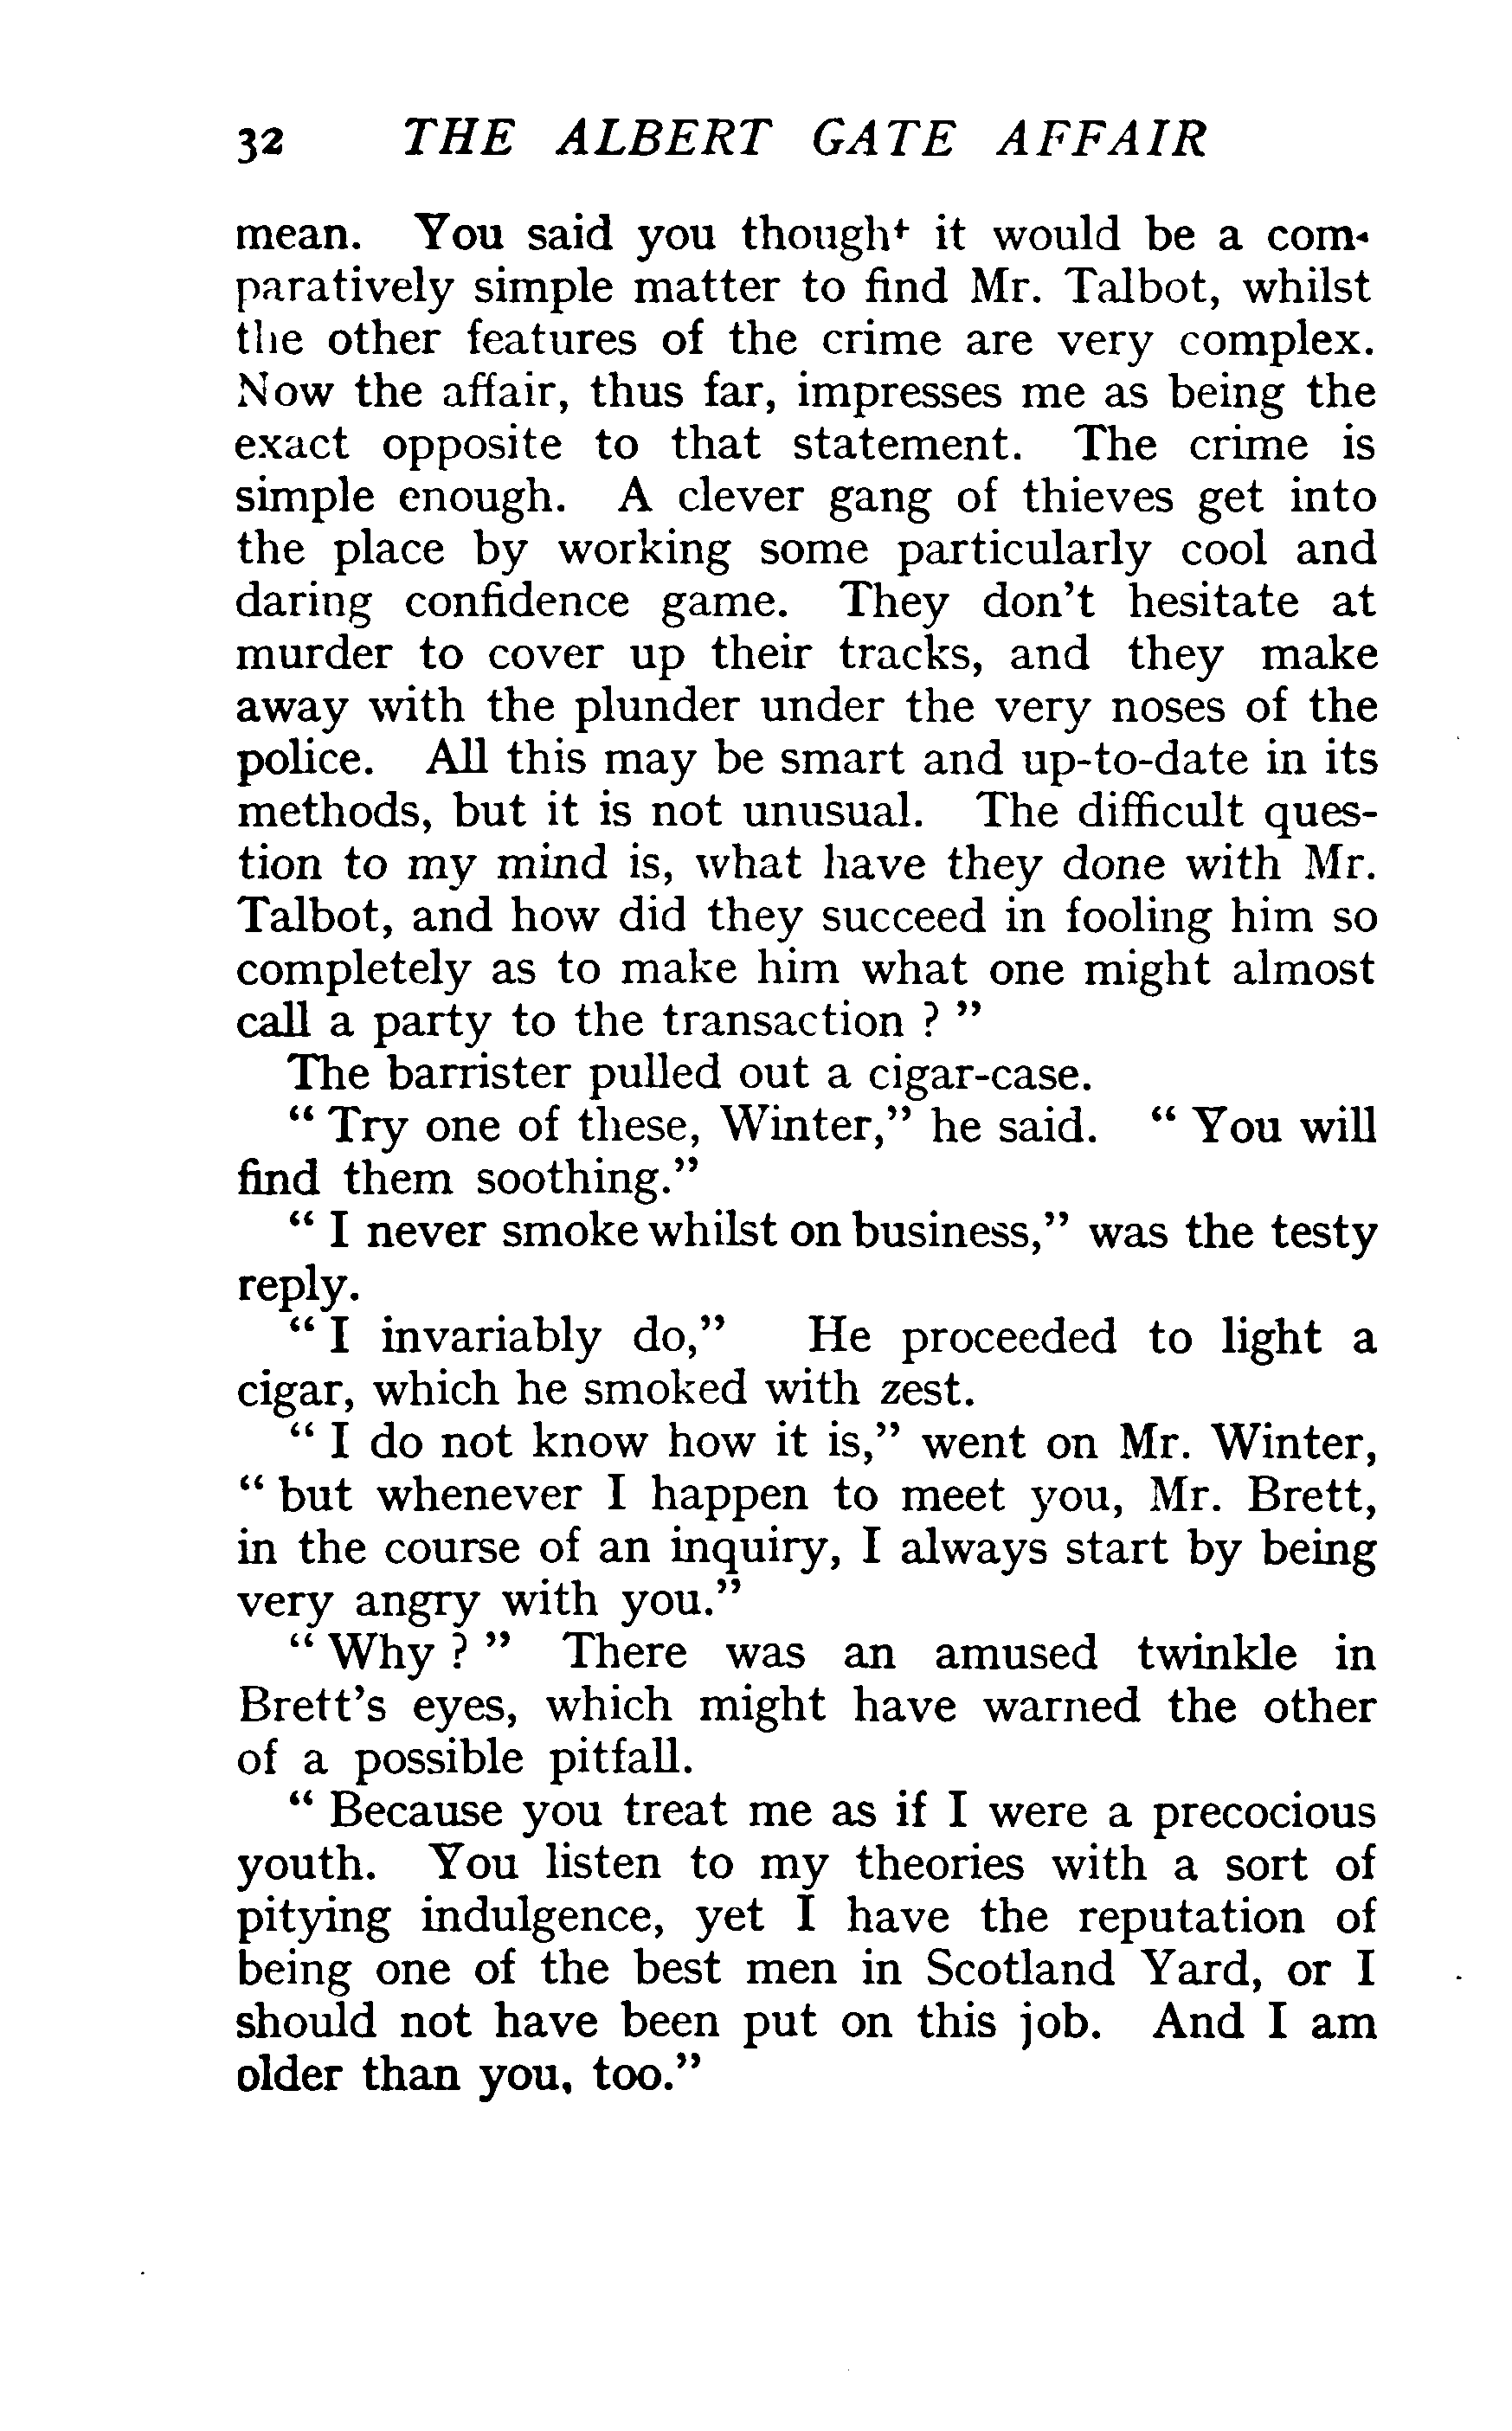 32 THE ALBERT GATE AFFAIR
mean. You said you thought it would be a com-
paratively simple matter to find Mr. Talbot, whilst
the other features of the crime are very complex.
Now the affair, thus far, impresses me as being the
exact opposite to that statement. The crime is
simple enough. A clever gang of thieves get into
the place by working some particularly cool and
daring confidence game. They don't hesitate at
murder to cover up their tracks, and they make
away with the plunder under the very noses of the
police. All this may be smart and up-to-date in its
methods, but it is not unusual. The difficult ques-
tion to my mind is, what have they done with Mr.
Talbot, and how did they succeed in fooling him so
completely as to make him what one might almost
call a party to the transaction ? "
The barrister pulled out a cigar-case.
" Try one of these, Winter," he said. " You will
find them soothing."
" I never smoke whilst on business," was the testy
reply.
" I invariably do," He proceeded to light a
cigar, which he smoked with zest.
" I do not know how it is," went on Mr. Winter,
" but whenever I happen to meet you, Mr. Brett,
in the course of an inquiry, I always start by being
very angry with you."
" Why ? " There was an amused twinkle in
Brett's eyes, which might have warned the other
of a possible pitfall.
" Because you treat me as if I were a precocious
youth. You listen to my theories with a sort of
pitying indulgence, yet I have the reputation of
being one of the best men in Scotland Yard, or I
should not have been put on this job. And I am
older than you, too."